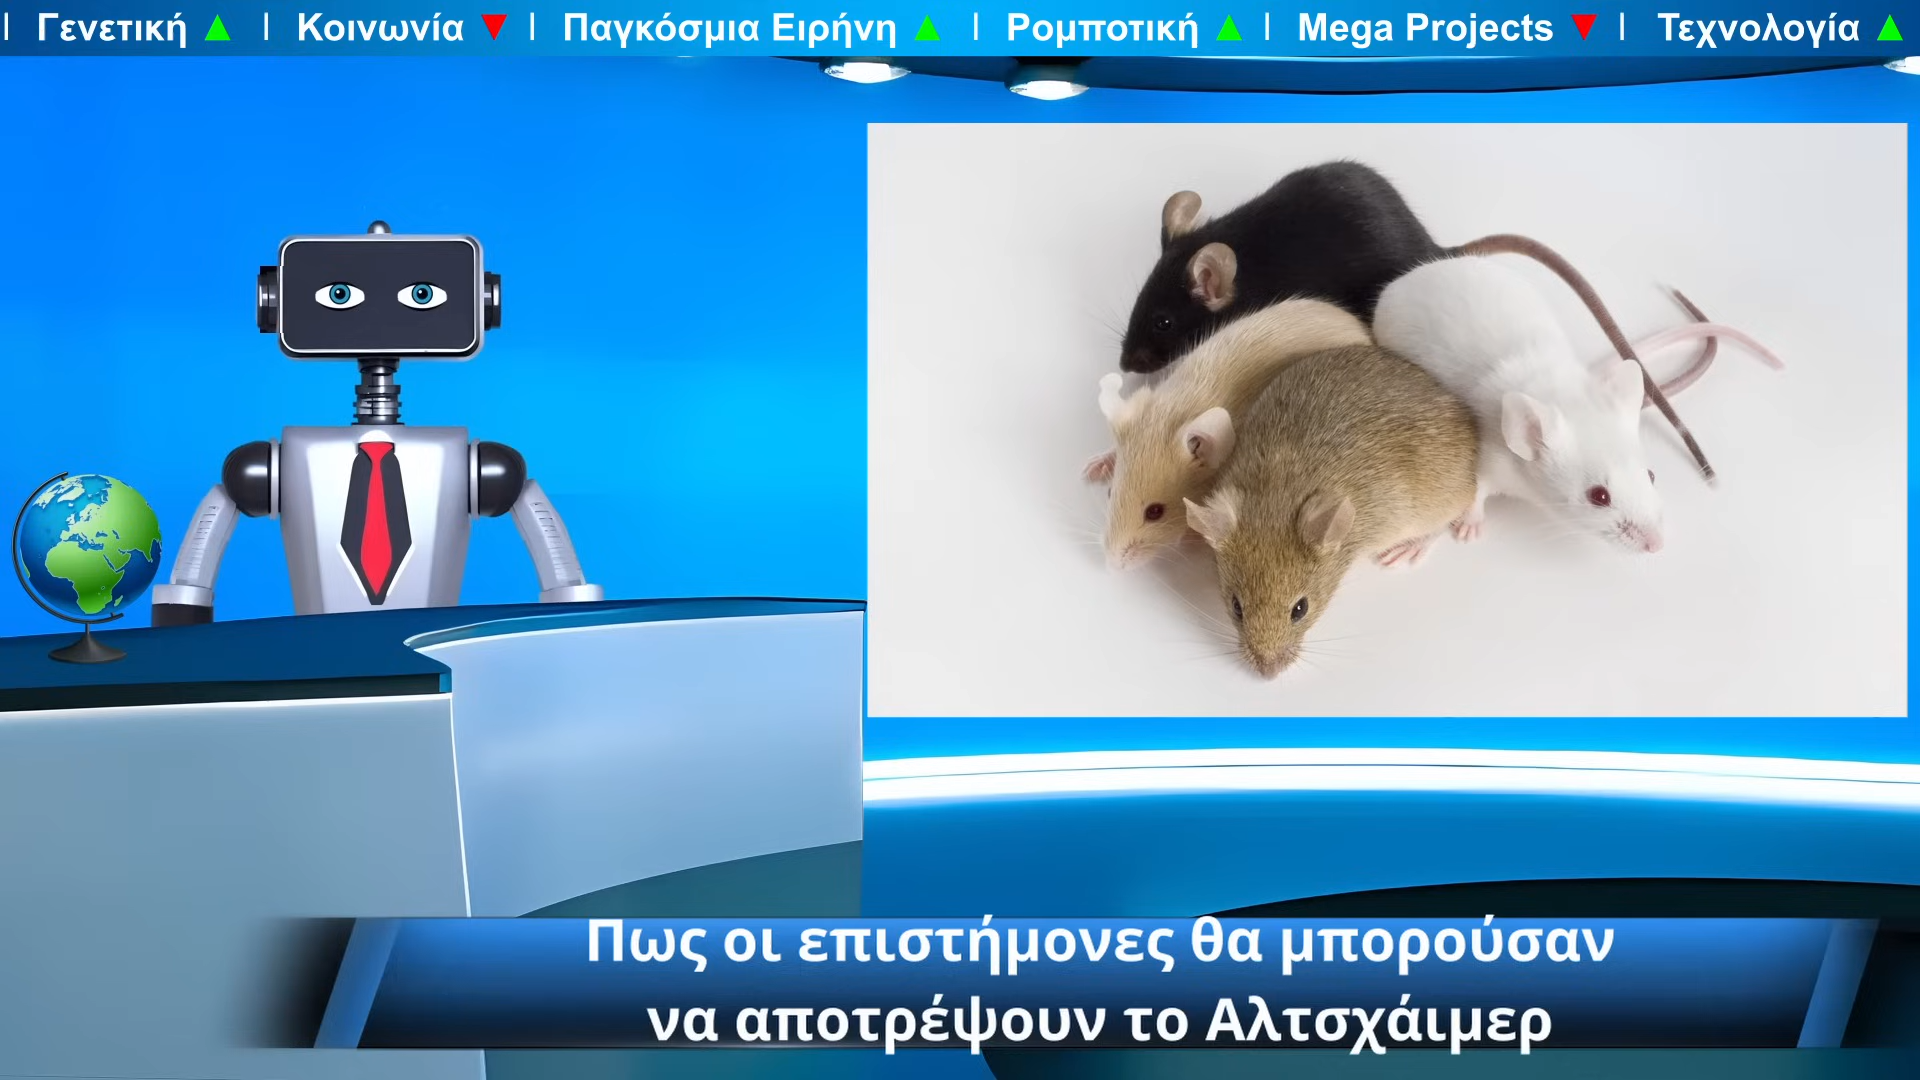 | Γενετική ▲ | Κοινωνία ▼ | Παγκόσμια Ειρήνη ▲ | Ρομποτική ▲ | Mega Projects ▼ | Τεχνολογία ▲
Πως οι επιστήμονες θα μπορούσαν
να αποτρέψουν το Αλτσχάιμερ